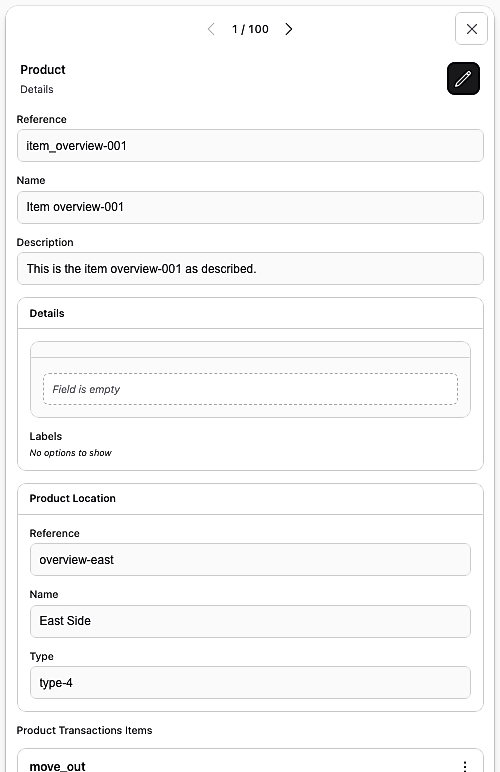 1 / 100
Product
Details
Reference
item_overview-001
Name
Item overview-001
Description
This is the item overview-001 as described.
Details
Field is empty
Labels
No options to show
Product Location
Reference
overview-east
Name
East Side
Type
type-4
Product Transactions Items
move_out